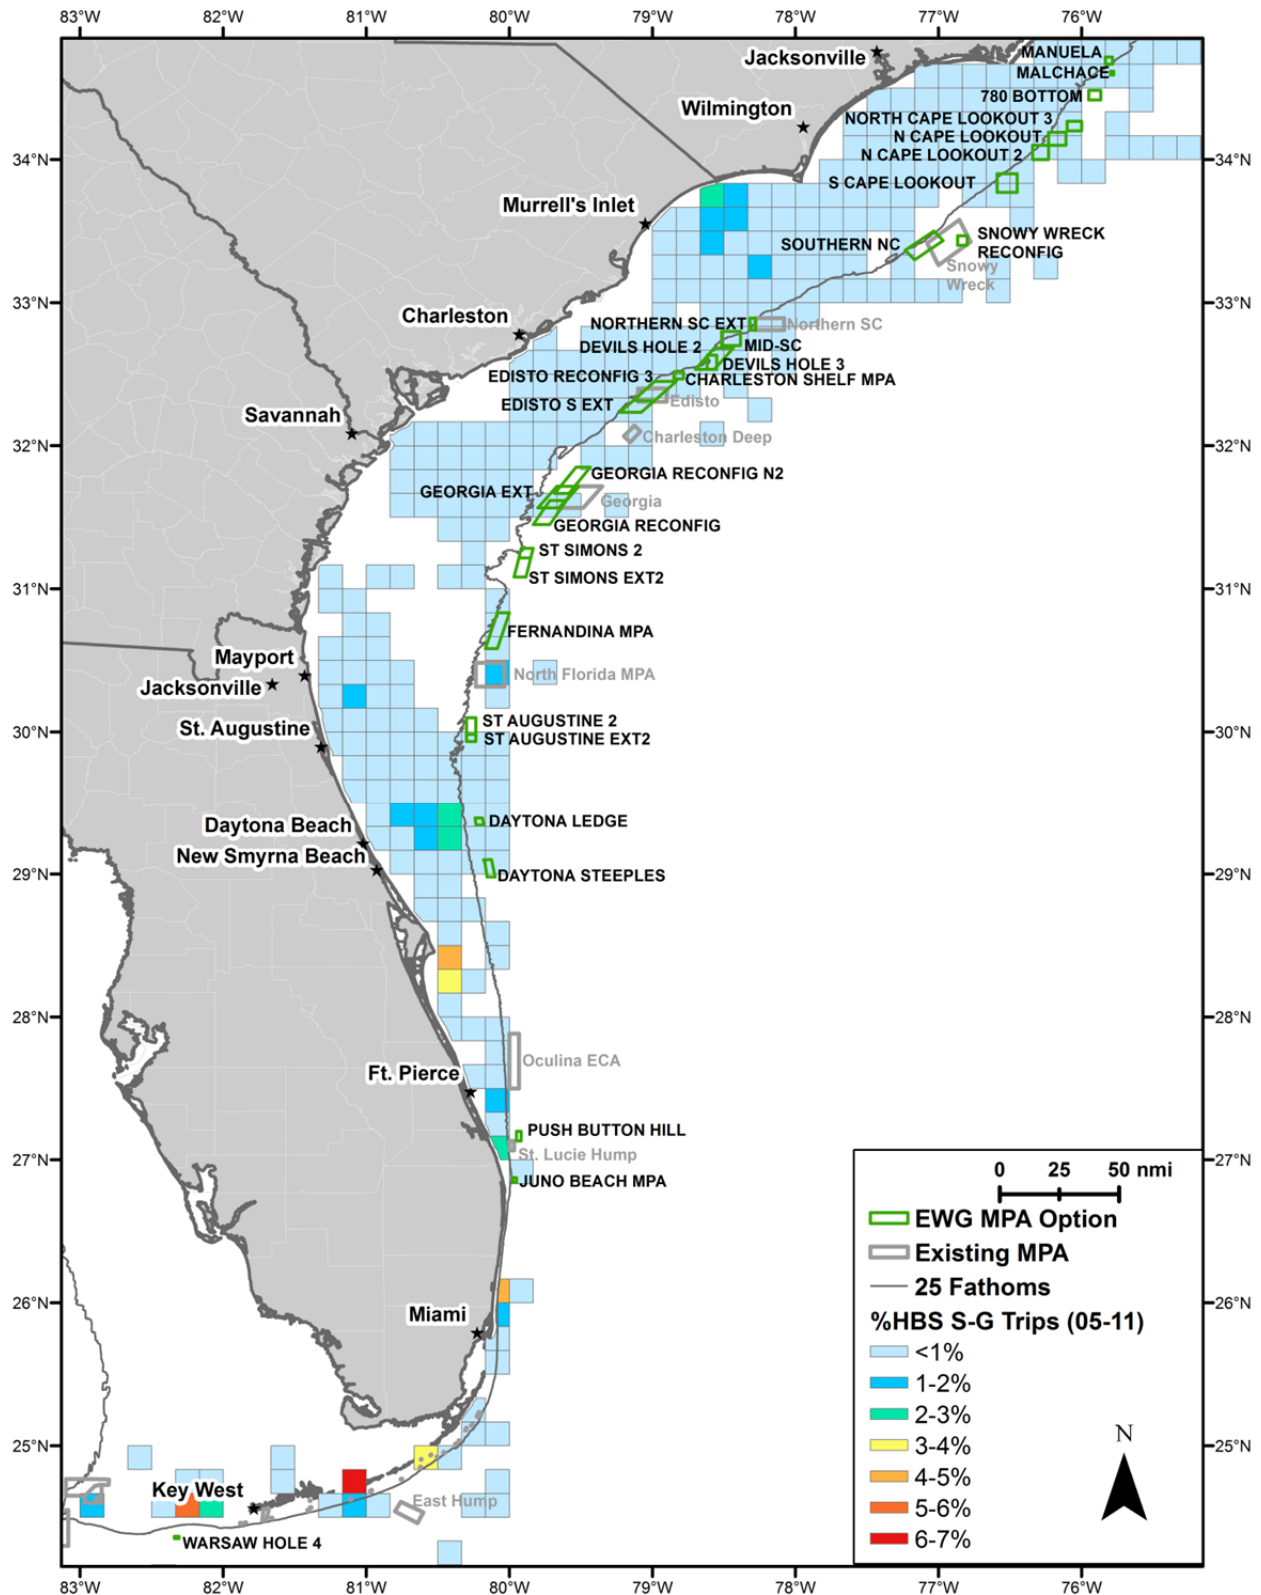 83°W 82°W 81°W 80°W 79°W 78°W 77°W 76°W
Jacksonville
MANUELA
MALCHACE
780 BOTTOM
Wilmington
NORTH CAPE LOOKOUT 3
N CAPE LOOKOUT
N CAPE LOOKOUT 2
34°N 34°N
S CAPE LOOKOUT
Murrell's Inlet
SOUTHERN NC
SNOWY WRECK
RECONFIG
Snowy
Wreck
33°N 33°N
Charleston
NORTHERN SC EXT
Northern SC
DEVILS HOLE 2
MID-SC
DEVILS HOLE 3
EDISTO RECONFIG 3
CHARLESTON SHELF MPA
EDISTO S EXT
Edisto
Savannah
Charleston Deep
32°N 32°N
GEORGIA RECONFIG N2
GEORGIA EXT
Georgia
GEORGIA RECONFIG
ST SIMONS 2
ST SIMONS EXT2
31°N 31°N
FERNANDINA MPA
Mayport
North Florida MPA
Jacksonville
ST AUGUSTINE 2
St. Augustine
ST AUGUSTINE EXT2
30°N 30°N
Daytona Beach
DAYTONA LEDGE
New Smyrna Beach
DAYTONA STEEPLES
29°N 29°N
28°N 28°N
Oculina ECA
Ft. Pierce
PUSH BUTTON HILL
St. Lucie Hump
27°N 27°N
JUNO BEACH MPA
0 25 50 nmi
EWG MPA Option
Existing MPA
25 Fathoms
26°N 26°N
Miami
%HBS S-G Trips (05-11)
<1%
1-2%
2-3%
3-4%
4-5%
5-6%
6-7%
N
25°N 25°N
Key West
East Hump
WARSAW HOLE 4
83°W 82°W 81°W 80°W 79°W 78°W 77°W 76°W